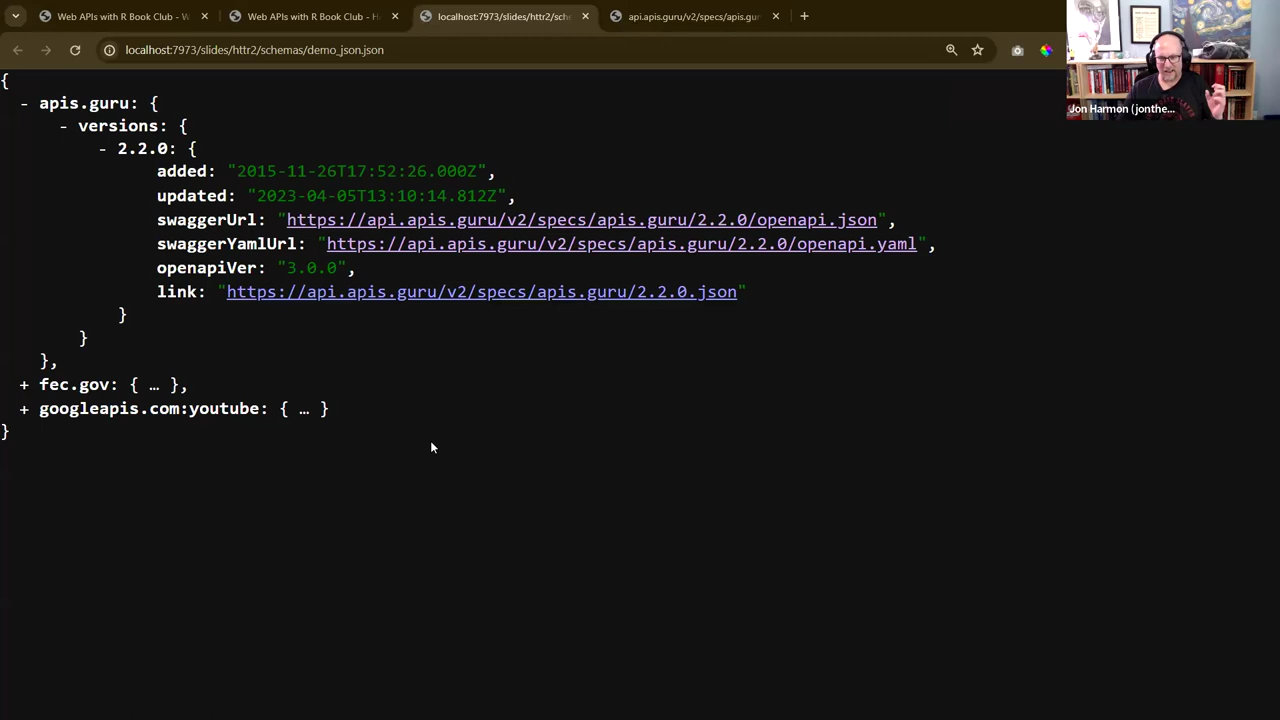 Web APIs with R Book Club - W
Web APIs with R Book Club - H
localhost:7973/slides/httr2/sche
api.apis.guru/v2/specs/apis.gur
localhost:7973/slides/httr2/schemas/demo_json.json
Jon Harmon (jonthe...
{
- apis.guru: {
- versions: {
- 2.2.0: {
added: "2015-11-26T17:52:26.000Z",
updated: "2023-04-05T13:10:14.812Z",
swaggerUrl: "https://api.apis.guru/v2/specs/apis.guru/2.2.0/openapi.json",
swaggerYamlUrl: "https://api.apis.guru/v2/specs/apis.guru/2.2.0/openapi.yaml",
openapiVer: "3.0.0",
link: "https://api.apis.guru/v2/specs/apis.guru/2.2.0.json"
}
}
},
+ fec.gov: { … },
+ googleapis.com:youtube: { … }
}